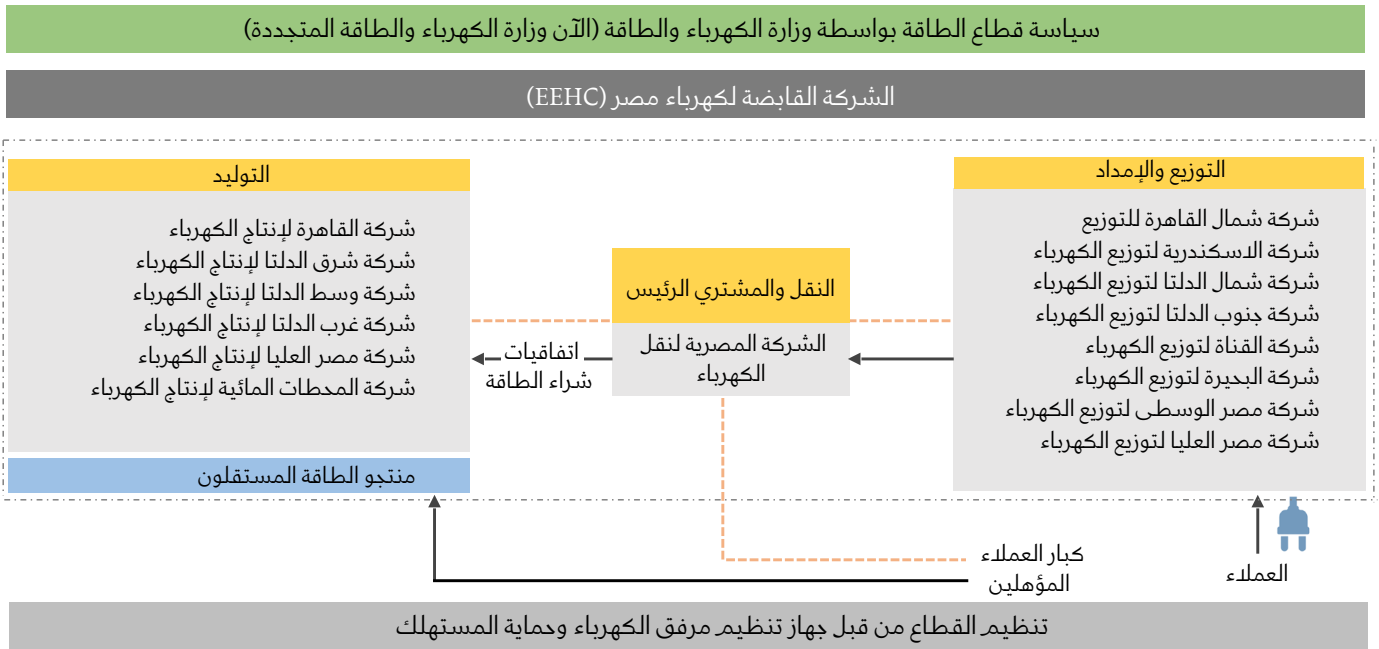 سياسة قطاع الطاقة بواسطة وزارة الكهرباء والطاقة (الآن وزارة الكهرباء والطاقة المتجددة)
الشركة القابضة لكهرباء مصر (EEHC)
التوزيع والإمداد
شركة شمال القاهرة للتوزيع
شركة الاسكندرية لتوزيع الكهرباء
شركة شمال الدلتا لتوزيع الكهرباء
شركة جنوب الدلتا لتوزيع الكهرباء
شركة القناة لتوزيع الكهرباء
شركة البحيرة لتوزيع الكهرباء
شركة مصر الوسطى لتوزيع الكهرباء
شركة مصر العليا لتوزيع الكهرباء
النقل والمشتري الرئيس
الشركة المصرية لنقل
الكهرباء
اتفاقيات
شراء الطاقة
التوليد
شركة القاهرة لإنتاج الكهرباء
شركة شرق الدلتا لإنتاج الكهرباء
شركة وسط الدلتا لإنتاج الكهرباء
شركة غرب الدلتا لإنتاج الكهرباء
شركة مصر العليا لإنتاج الكهرباء
شركة المحطات المائية لإنتاج الكهرباء
منتجو الطاقة المستقلون
العملاء
كبار العملاء
المؤهلين
تنظيم القطاع من قبل جهاز تنظيم مرفق الكهرباء وحماية المستهلك